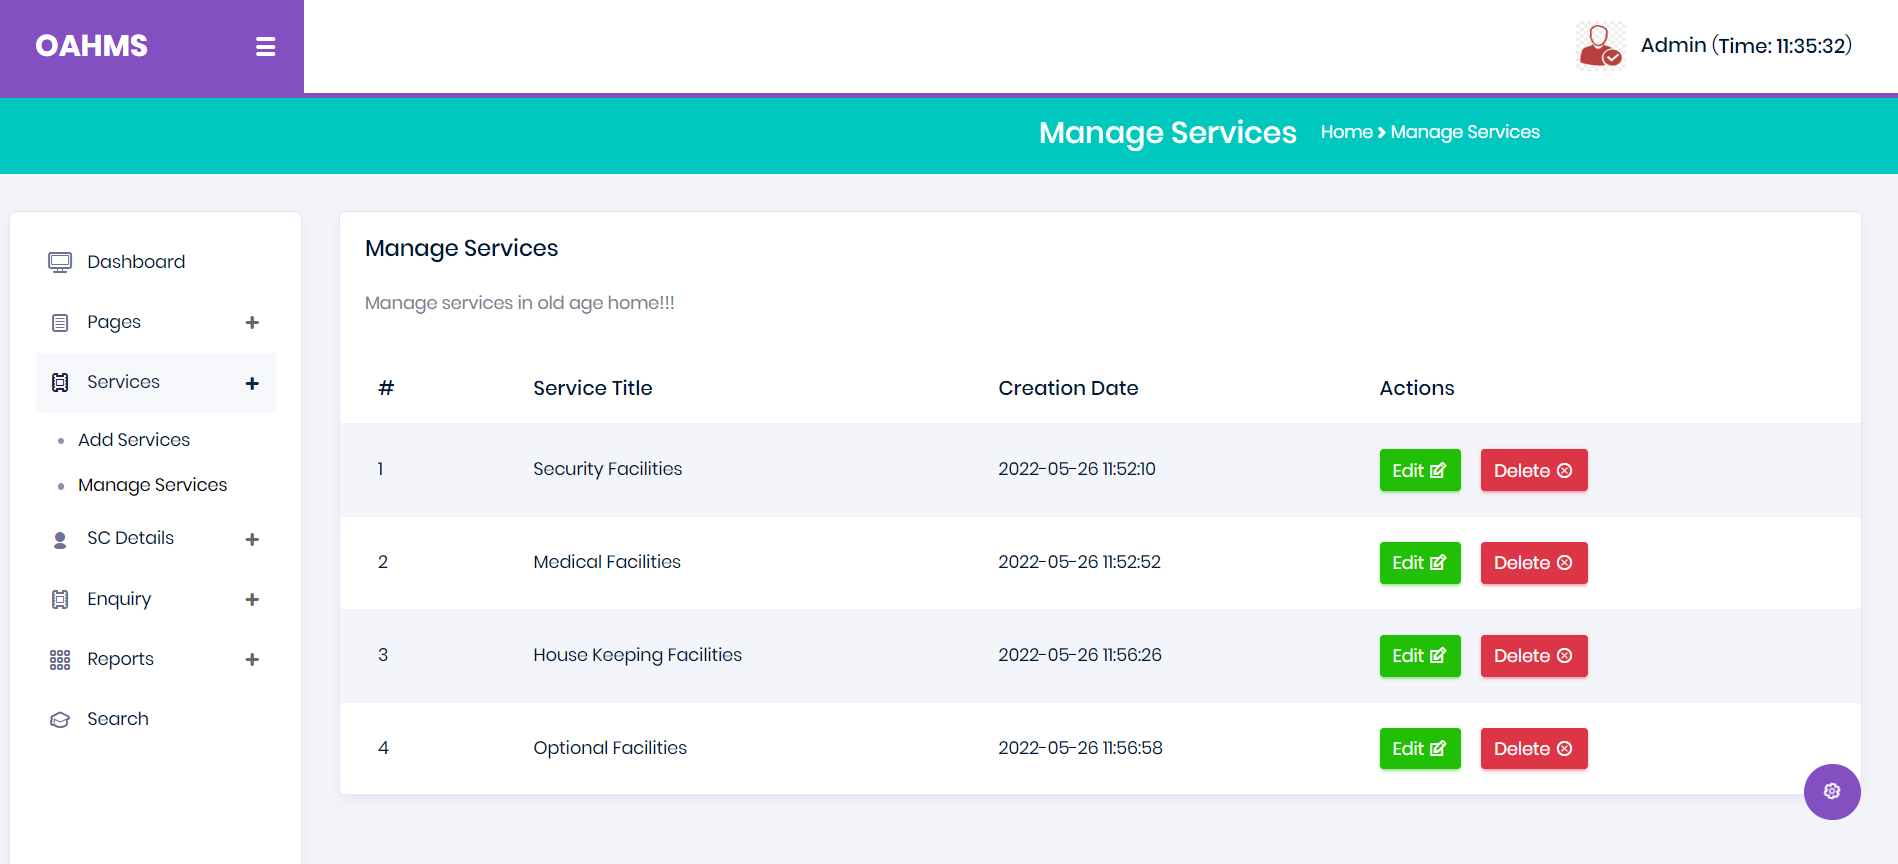 OAHMS
Admin (Time: 11:35:32)
Manage Services Home > Manage Services
Dashboard
Pages +
Services +
Add Services
Manage Services
SC Details +
Enquiry +
Reports +
Search
Manage Services
Manage services in old age home!!!
# Service Title Creation Date Actions
1 Security Facilities 2022-05-26 11:52:10 Edit Delete
2 Medical Facilities 2022-05-26 11:52:52 Edit Delete
3 House Keeping Facilities 2022-05-26 11:56:26 Edit Delete
4 Optional Facilities 2022-05-26 11:56:58 Edit Delete